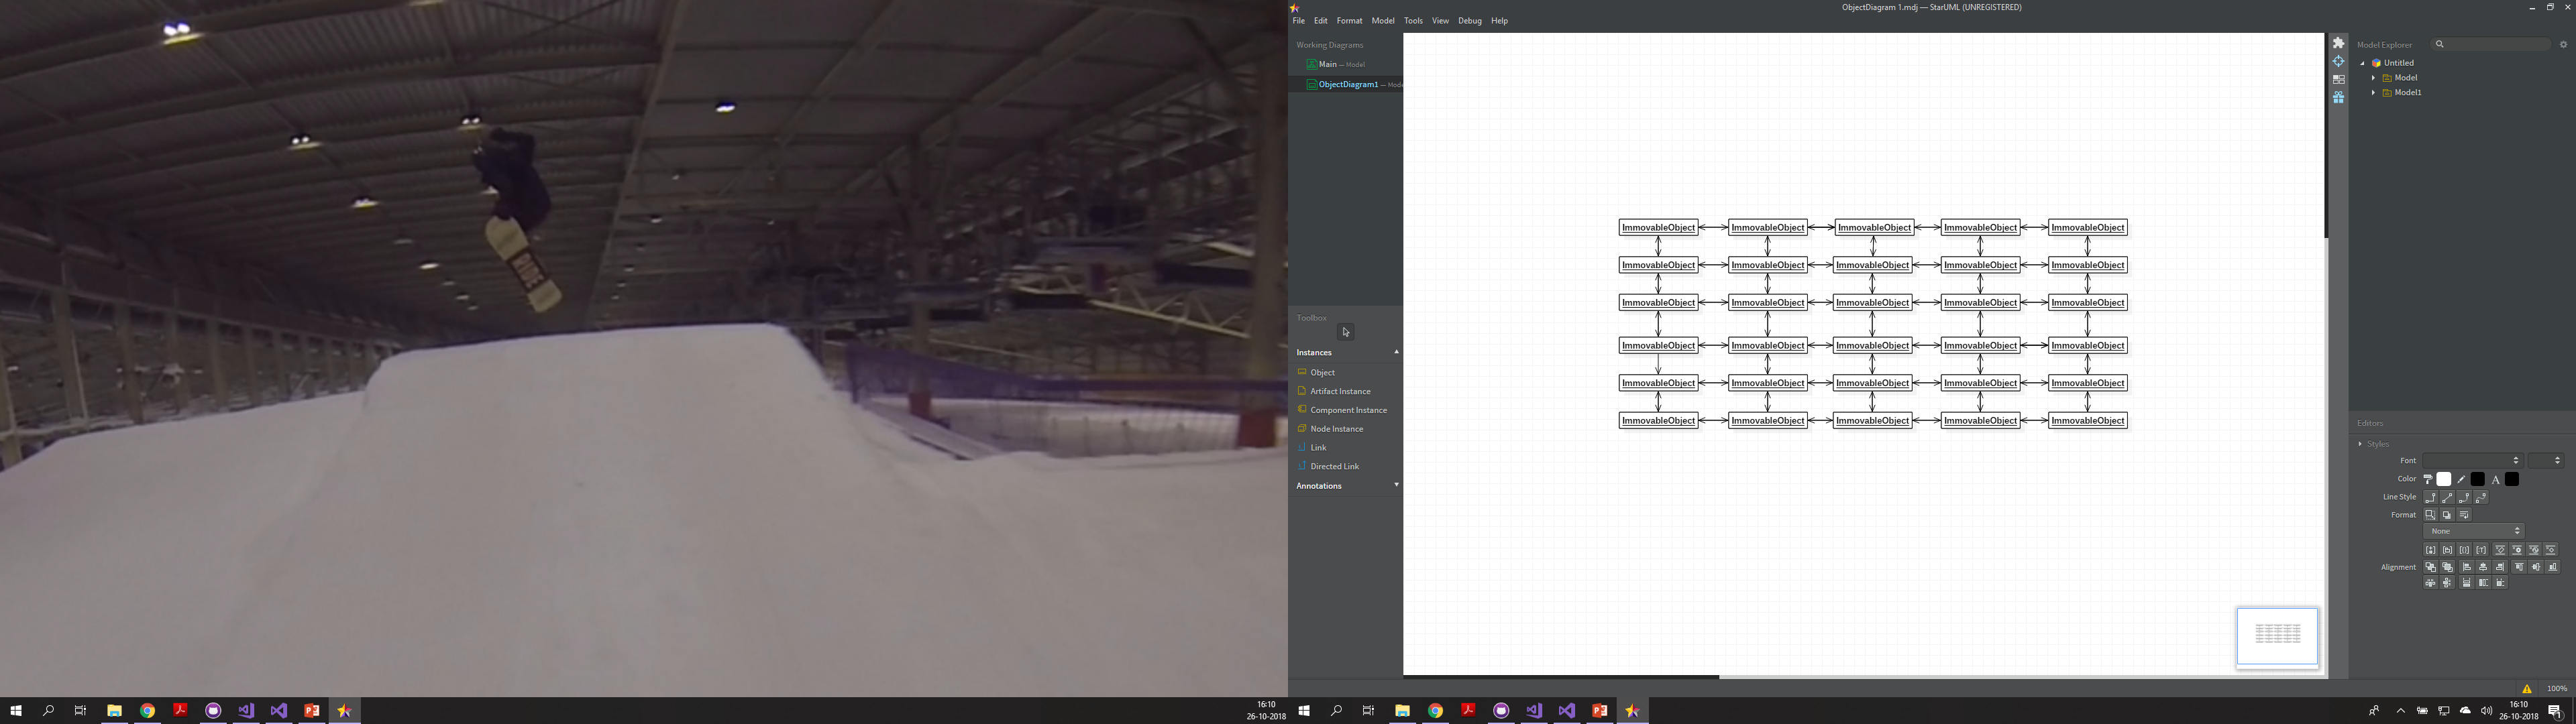 ObjectDiagram 1.mdj — StarUML (UNREGISTERED)
File Edit Format Model Tools View Debug Help
Working Diagrams
Main — Model
ObjectDiagram1 — Mode
Model Explorer
Untitled
Model
Model1
ImmovableObject ImmovableObject ImmovableObject ImmovableObject ImmovableObject
ImmovableObject ImmovableObject ImmovableObject ImmovableObject ImmovableObject
ImmovableObject ImmovableObject ImmovableObject ImmovableObject ImmovableObject
ImmovableObject ImmovableObject ImmovableObject ImmovableObject ImmovableObject
ImmovableObject ImmovableObject ImmovableObject ImmovableObject ImmovableObject
ImmovableObject ImmovableObject ImmovableObject ImmovableObject ImmovableObject
Toolbox
Instances
Object
Artifact Instance
Component Instance
Node Instance
Link
Directed Link
Annotations
Editors
Styles
Font
Color
A
Line Style
Format
None
Alignment
100%
16:10
26-10-2018
16:10
26-10-2018